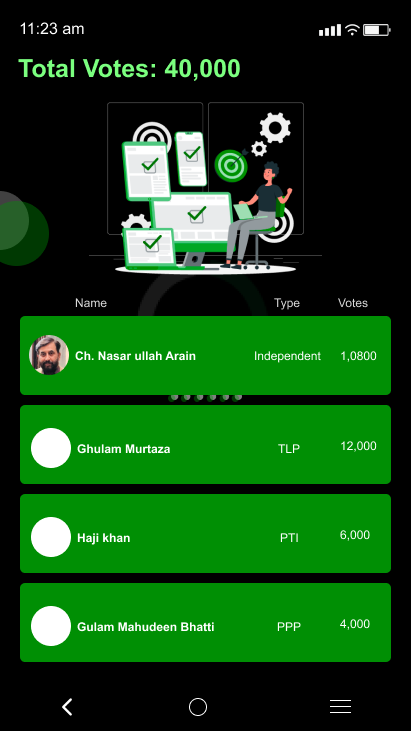 11:23 am
Total Votes: 40,000
Name Type Votes
Ch. Nasar ullah Arain Independent 1,0800
Ghulam Murtaza TLP 12,000
Haji khan PTI 6,000
Gulam Mahudeen Bhatti PPP 4,000